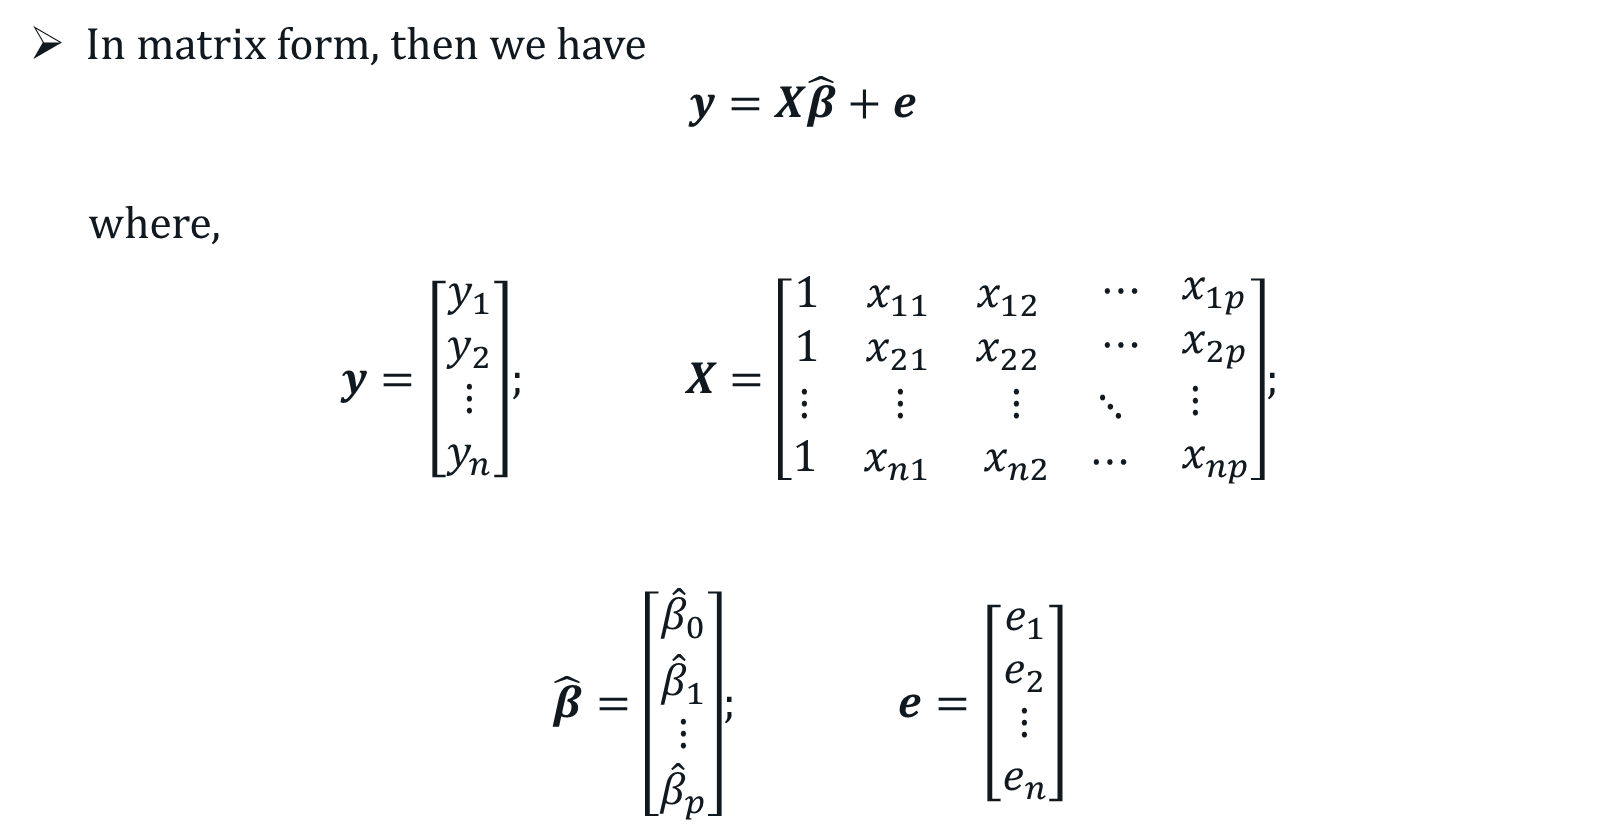 ➢ In matrix form, then we have
𝒚 = 𝑿𝜷̂ + 𝒆
where,
𝒚 = [y₁ y₂ ⋮ yₙ]; 𝑿 = [1 x₁₁ x₁₂ ⋯ x₁ₚ 1 x₂₁ x₂₂ ⋯ x₂ₚ ⋮ ⋮ ⋮ ⋱ ⋮ 1 xₙ₁ xₙ₂ ⋯ xₙₚ];
𝜷̂ = [β̂₀ β̂₁ ⋮ β̂ₚ]; 𝒆 = [e₁ e₂ ⋮ eₙ]